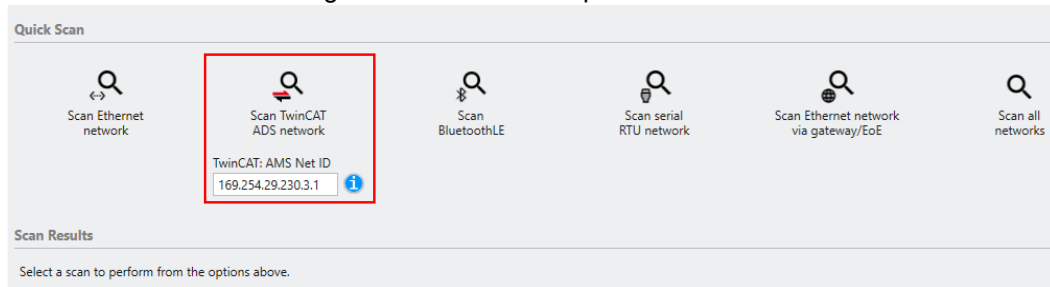 Quick Scan
Scan Ethernet
network
Scan TwinCAT
ADS network
Scan
BluetoothLE
Scan serial
RTU network
Scan Ethernet network
via gateway/EoE
Scan all
networks
TwinCAT: AMS Net ID
169.254.29.230.3.1
Scan Results
Select a scan to perform from the options above.